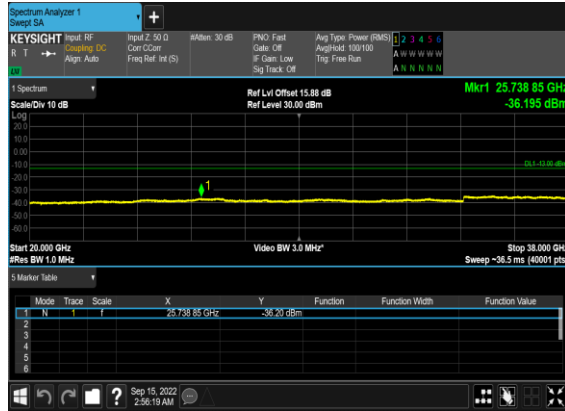 Spectrum Analyzer 1
Swept SA
+
KEYSIGHT Input: RF Input Z: 50 Ω #Atten: 30 dB PNO: Fast Avg Type: Power (RMS) 1 2 3 4 5 6
R T Coupling: DC Corr CCorr Gate: Off Avg|Hold: 100/100 A W W W W W
Align: Auto Freq Ref: Int (S) IF Gain: Low Trig: Free Run
Sig Track: Off A N N N N N
1 Spectrum Ref Lvl Offset 15.88 dB Mkr1 25.738 85 GHz
Scale/Div 10 dB Ref Level 30.00 dBm -36.195 dBm
Log
20.0
10.0
0.00
-10.0 DL1 -13.00 dBm
-20.0
-30.0 1
-40.0
-50.0
-60.0
Start 20.000 GHz Video BW 3.0 MHz* Stop 38.000 GHz
#Res BW 1.0 MHz Sweep ~36.5 ms (40001 pts)
5 Marker Table
Mode Trace Scale X Y Function Function Width Function Value
1 N 1 f 25.738 85 GHz -36.20 dBm
2
3
4
5
6
? Sep 15, 2022
2:56:19 AM